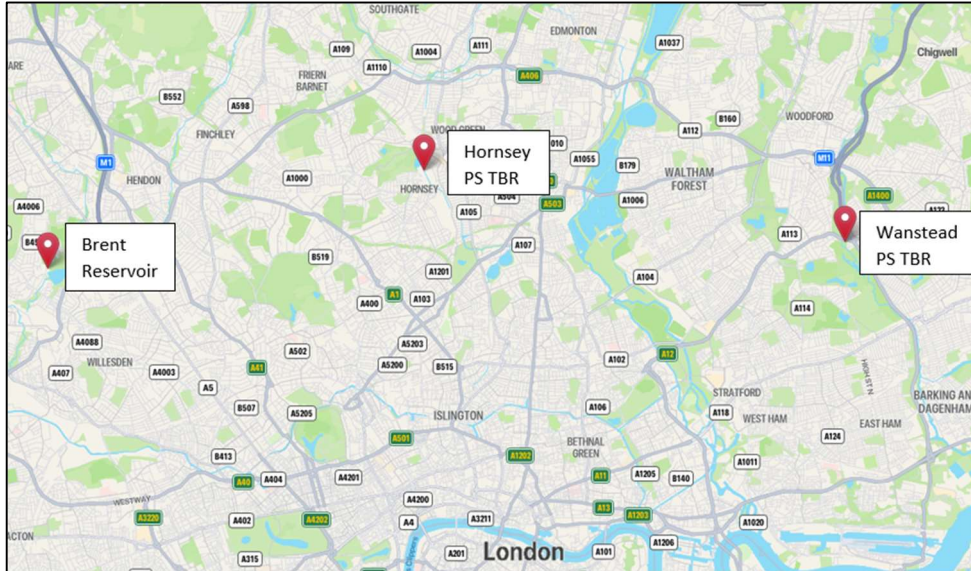 SOUTHGATE
EDMONTON
A1037
Chigwell
A109
A1004
A111
A1110
A406
FRIERN
BARNET
B552
A598
FINCHLEY
WOOD GREEN
A112
B160
WOODFORD
M1
HENDON
A1000
Hornsey
PS TBR
A1055
B179
WALTHAM
FOREST
M11
HORNSEY
A504
A503
A1006
A1400
A4006
Brent
Reservoir
A105
A107
A113
Wanstead
PS TBR
B519
A1201
A104
A1
A400
A103
A114
A4088
WILLESDEN
A502
A5203
A5200
B515
A102
A12
HIGH ST N
A407
A4003
A41
A5
STRATFORD
BARKING AN
DAGENHAM
B507
A5205
ISLINGTON
A106
A118
WEST HAM
EAST HAM
A501
BETHNAL
GREEN
A124
B413
A1202
A1011
A40
A404
A4201
A11
A1205
B140
WESTWAY
A4200
A13
A3220
A402
A4202
A4
A3211
A1203
A1020
ACTON
A315
A201
London
A101
A1206